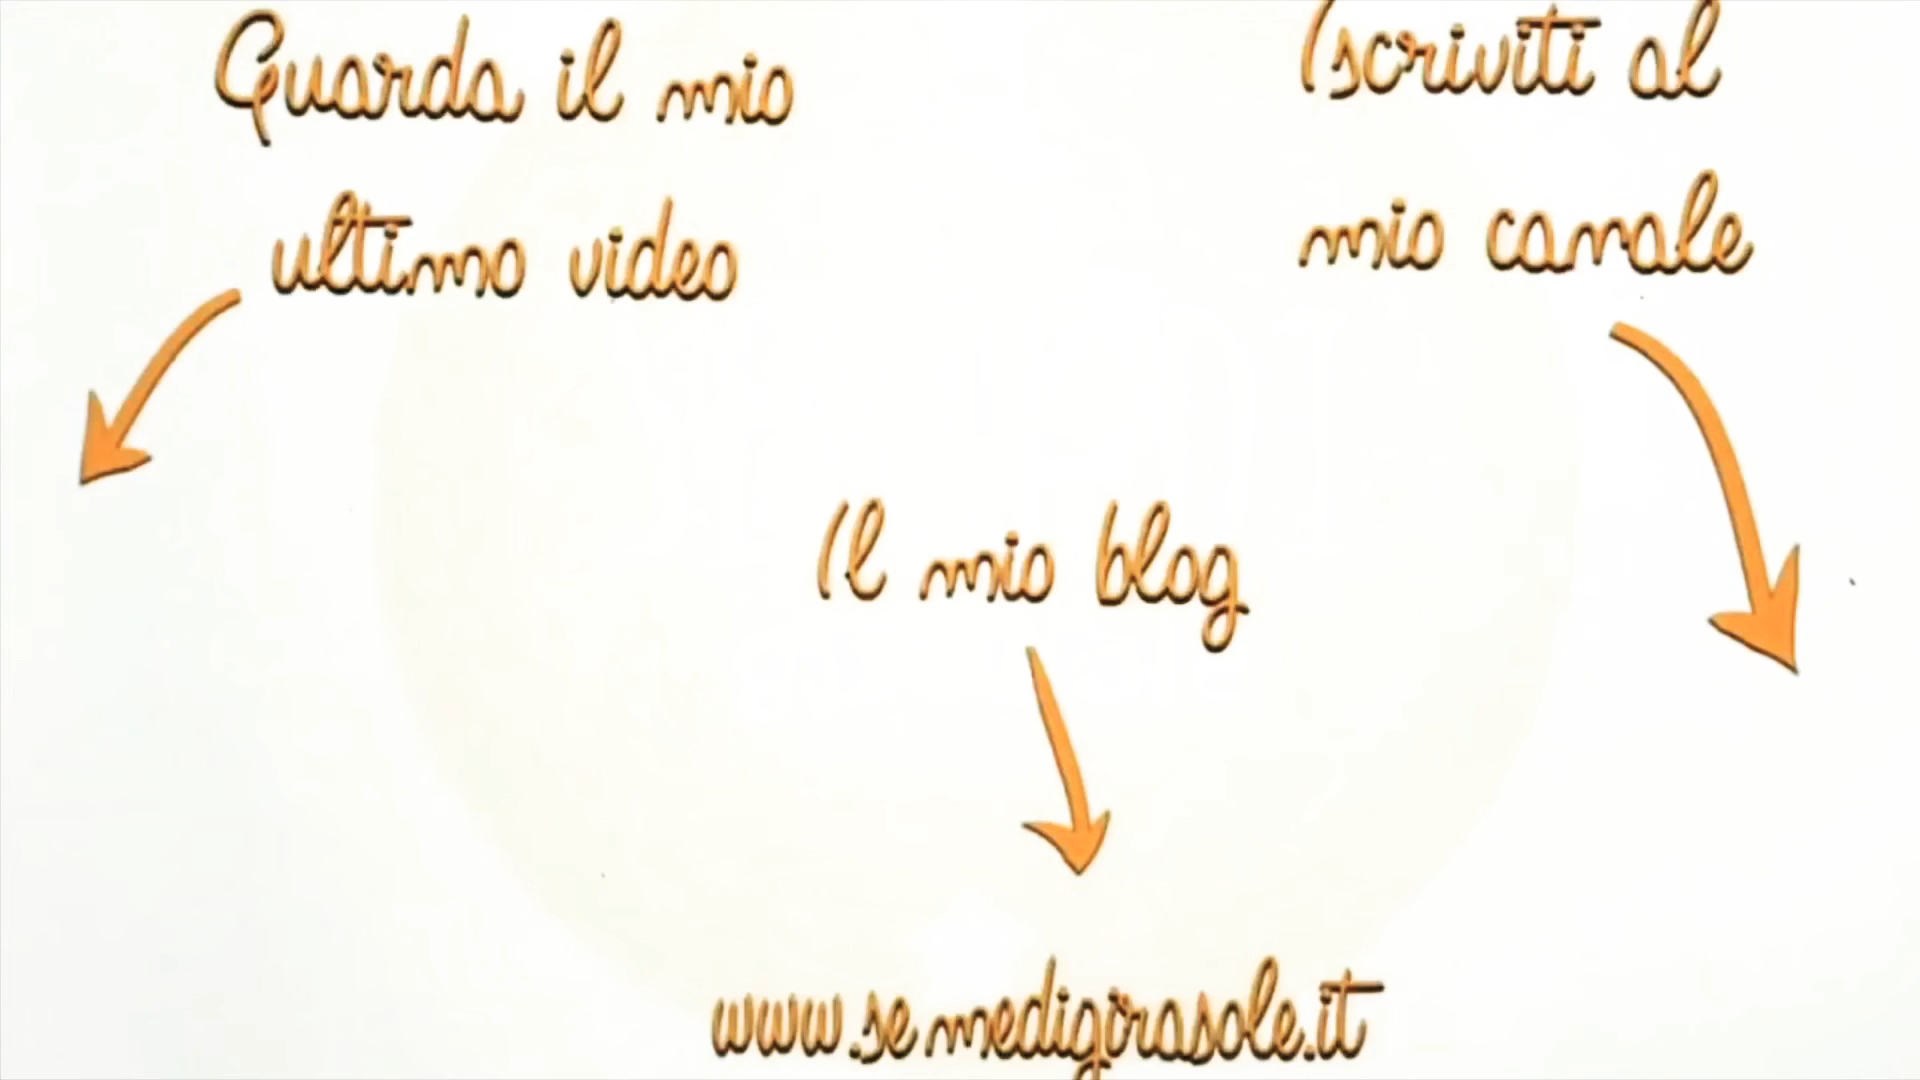 Guarda il mio
ultimo video
Iscriviti al
mio canale
Il mio blog
www.semedigirasole.it